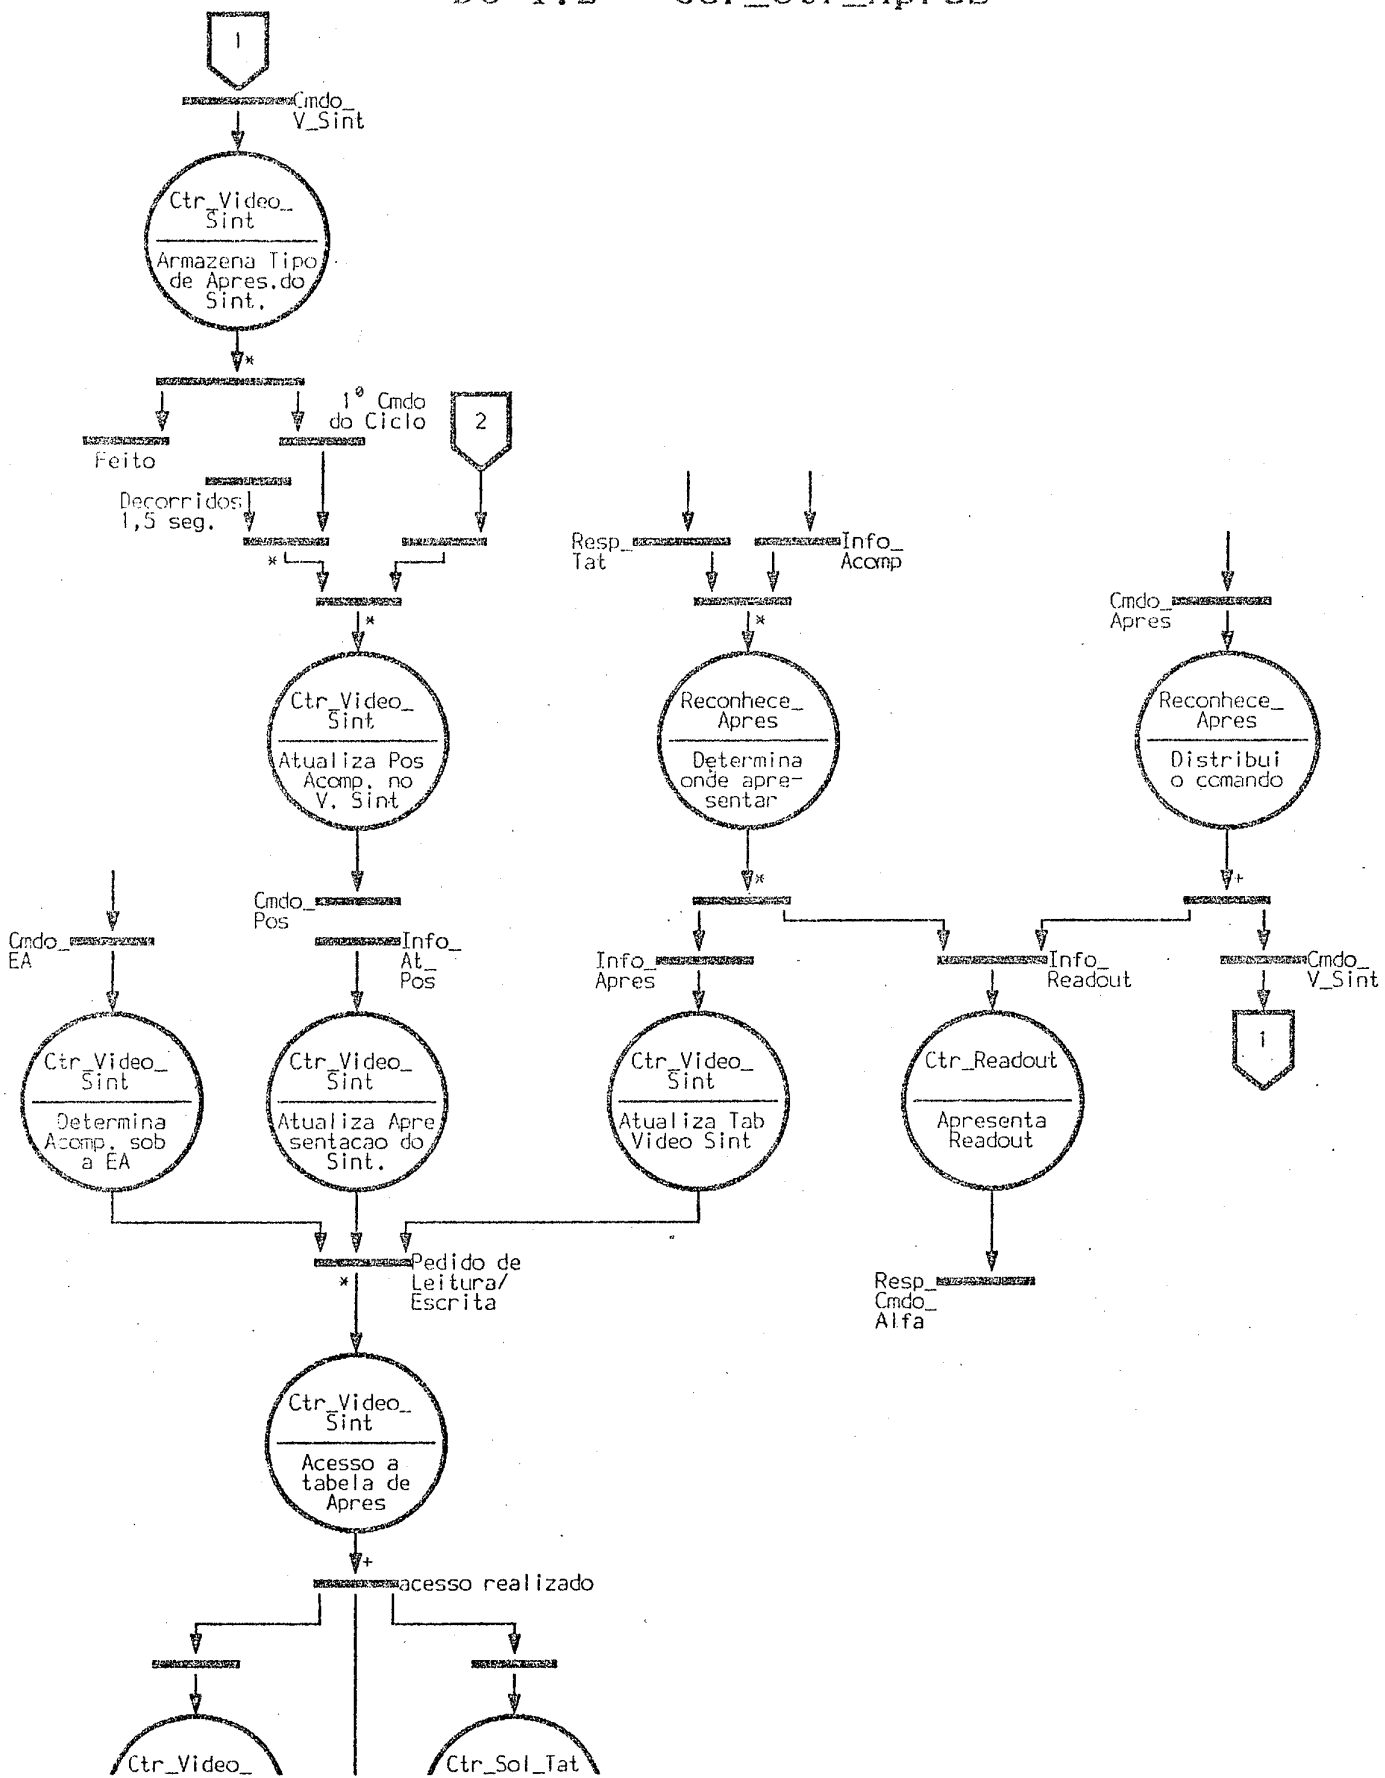 1
Cmdo_
V_Sint
Ctr_Video_
Sint
Armazena Tipo
de Apres.do
Sint.
*
1º Cmdo
do Ciclo
2
Feito
Decorridos
1,5 seg.
*
*
Resp_
Tat
Info_
Acomp
*
Cmdo_
Apres
Ctr_Video_
Sint
Atualiza Pos
Acomp. no
V. Sint
Reconhece_
Apres
Determina
onde apre-
sentar
Reconhece_
Apres
Distribui
o comando
*
+
Cmdo_
Pos
Cmdo_
EA
Info_
At_
Pos
Info_
Apres
Info_
Readout
Cmdo_
V_Sint
1
Ctr_Video_
Sint
Determina
Acomp. sob
a EA
Ctr_Video_
Sint
Atualiza Apre
sentacao do
Sint.
Ctr_Video_
Sint
Atualiza Tab
Video Sint
Ctr_Readout
Apresenta
Readout
*
Pedido de
Leitura/
Escrita
Resp_
Cmdo_
Alfa
Ctr_Video_
Sint
Acesso a
tabela de
Apres
+
acesso realizado
Ctr_Video_
Ctr_Sol_Tat